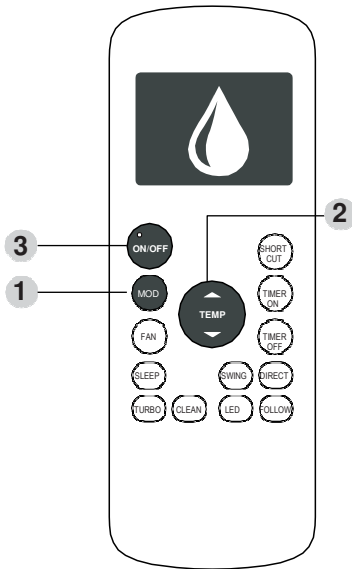 2
3
ON/OFF
SHORT
CUT
1
MOD
TEMP
TIMER
ON
FAN
TIMER
OFF
SLEEP
SWING
DIRECT
TURBO
CLEAN
LED
FOLLOW